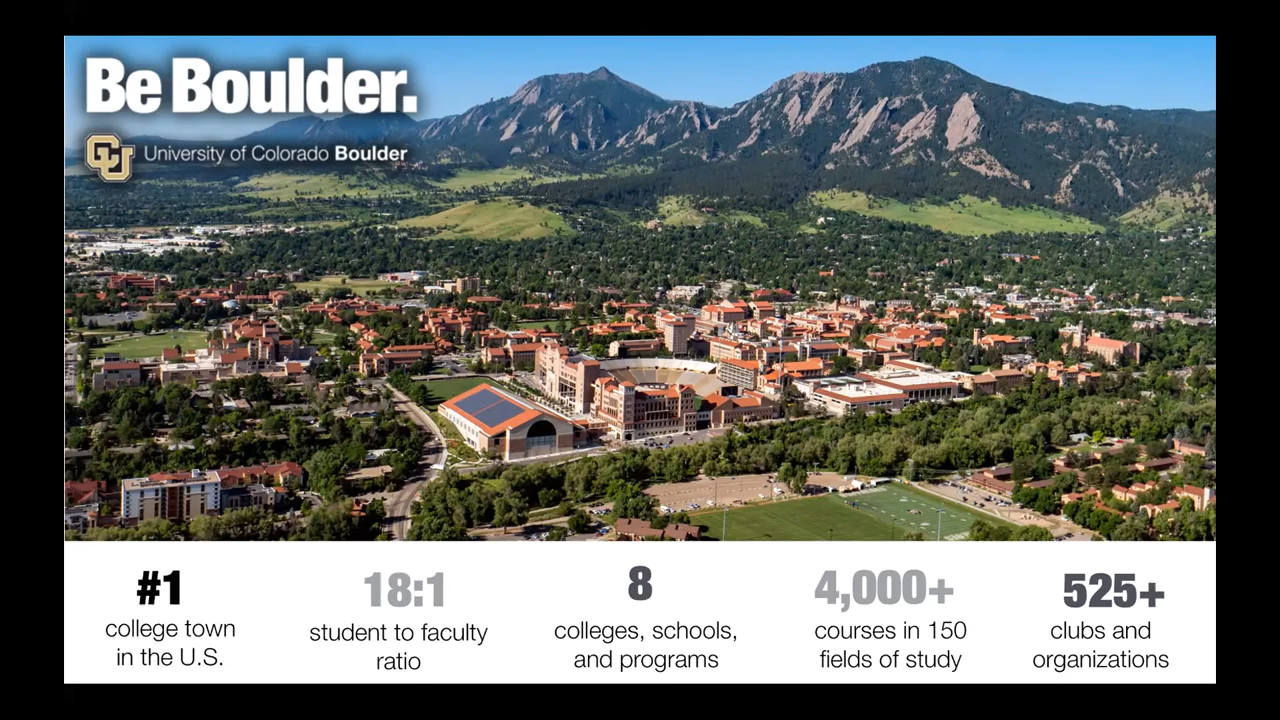 Be Boulder.
CU University of Colorado Boulder
#1
college town
in the U.S.
18:1
student to faculty
ratio
8
colleges, schools,
and programs
4,000+
courses in 150
fields of study
525+
clubs and
organizations